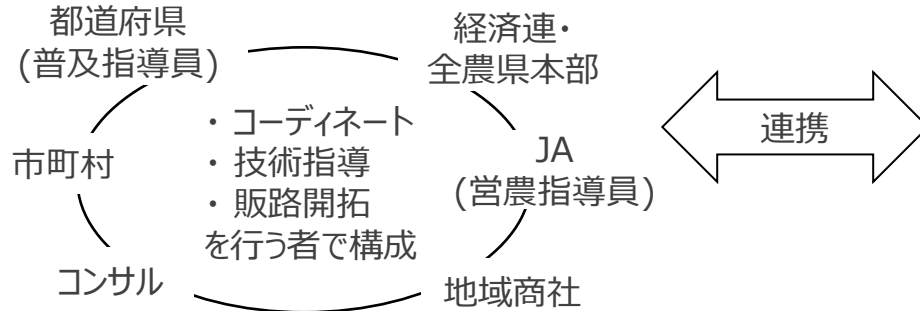 都道府県
(普及指導員)
経済連・
全農県本部
市町村
・ コーディネート
・ 技術指導
・ 販路開拓
を行う者で構成
JA
(営農指導員)
連携
コンサル
地域商社